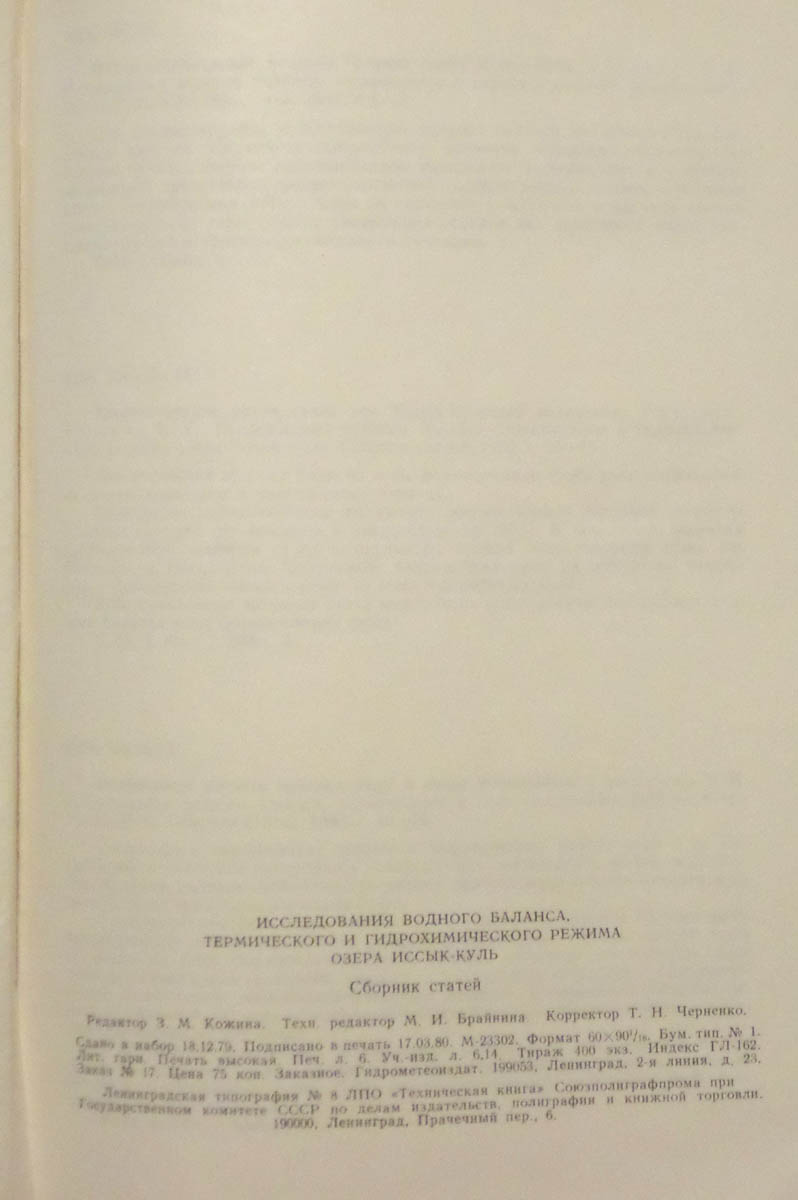 ИССЛЕДОВАНИЯ ВОДНОГО БАЛАНСА,
ТЕРМИЧЕСКОГО И ГИДРОХИМИЧЕСКОГО РЕЖИМА
ОЗЕРА ИССЫК-КУЛЬ
Сборник статей
Редактор З. М. Кожина. Техн. редактор М. И. Брайнина. Корректор Т. Н. Черненко.
Сдано в набор 18.12.79. Подписано в печать 17.03.80. М-23302. Формат 60×90¹/₁₆. Бум. тип. № 1.
Лит. гарн. Печать высокая. Печ. л. 6. Уч.-изд. л. 6,14. Тираж 400 экз. Индекс ГЛ-162.
Заказ № 17. Цена 75 коп. Заказное. Гидрометеоиздат. 199053, Ленинград, 2-я линия, д. 23.
Ленинградская типография № 8 ЛПО «Техническая книга» Союзполиграфпрома при
Государственном комитете СССР по делам издательств, полиграфии и книжной торговли.
190000, Ленинград, Прачечный пер., 6.